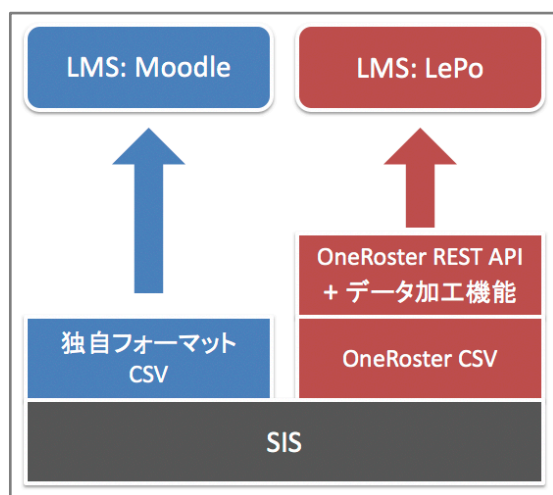 LMS: Moodle
LMS: LePo
OneRoster REST API
+ データ加工機能
独自フォーマット
CSV
OneRoster CSV
SIS